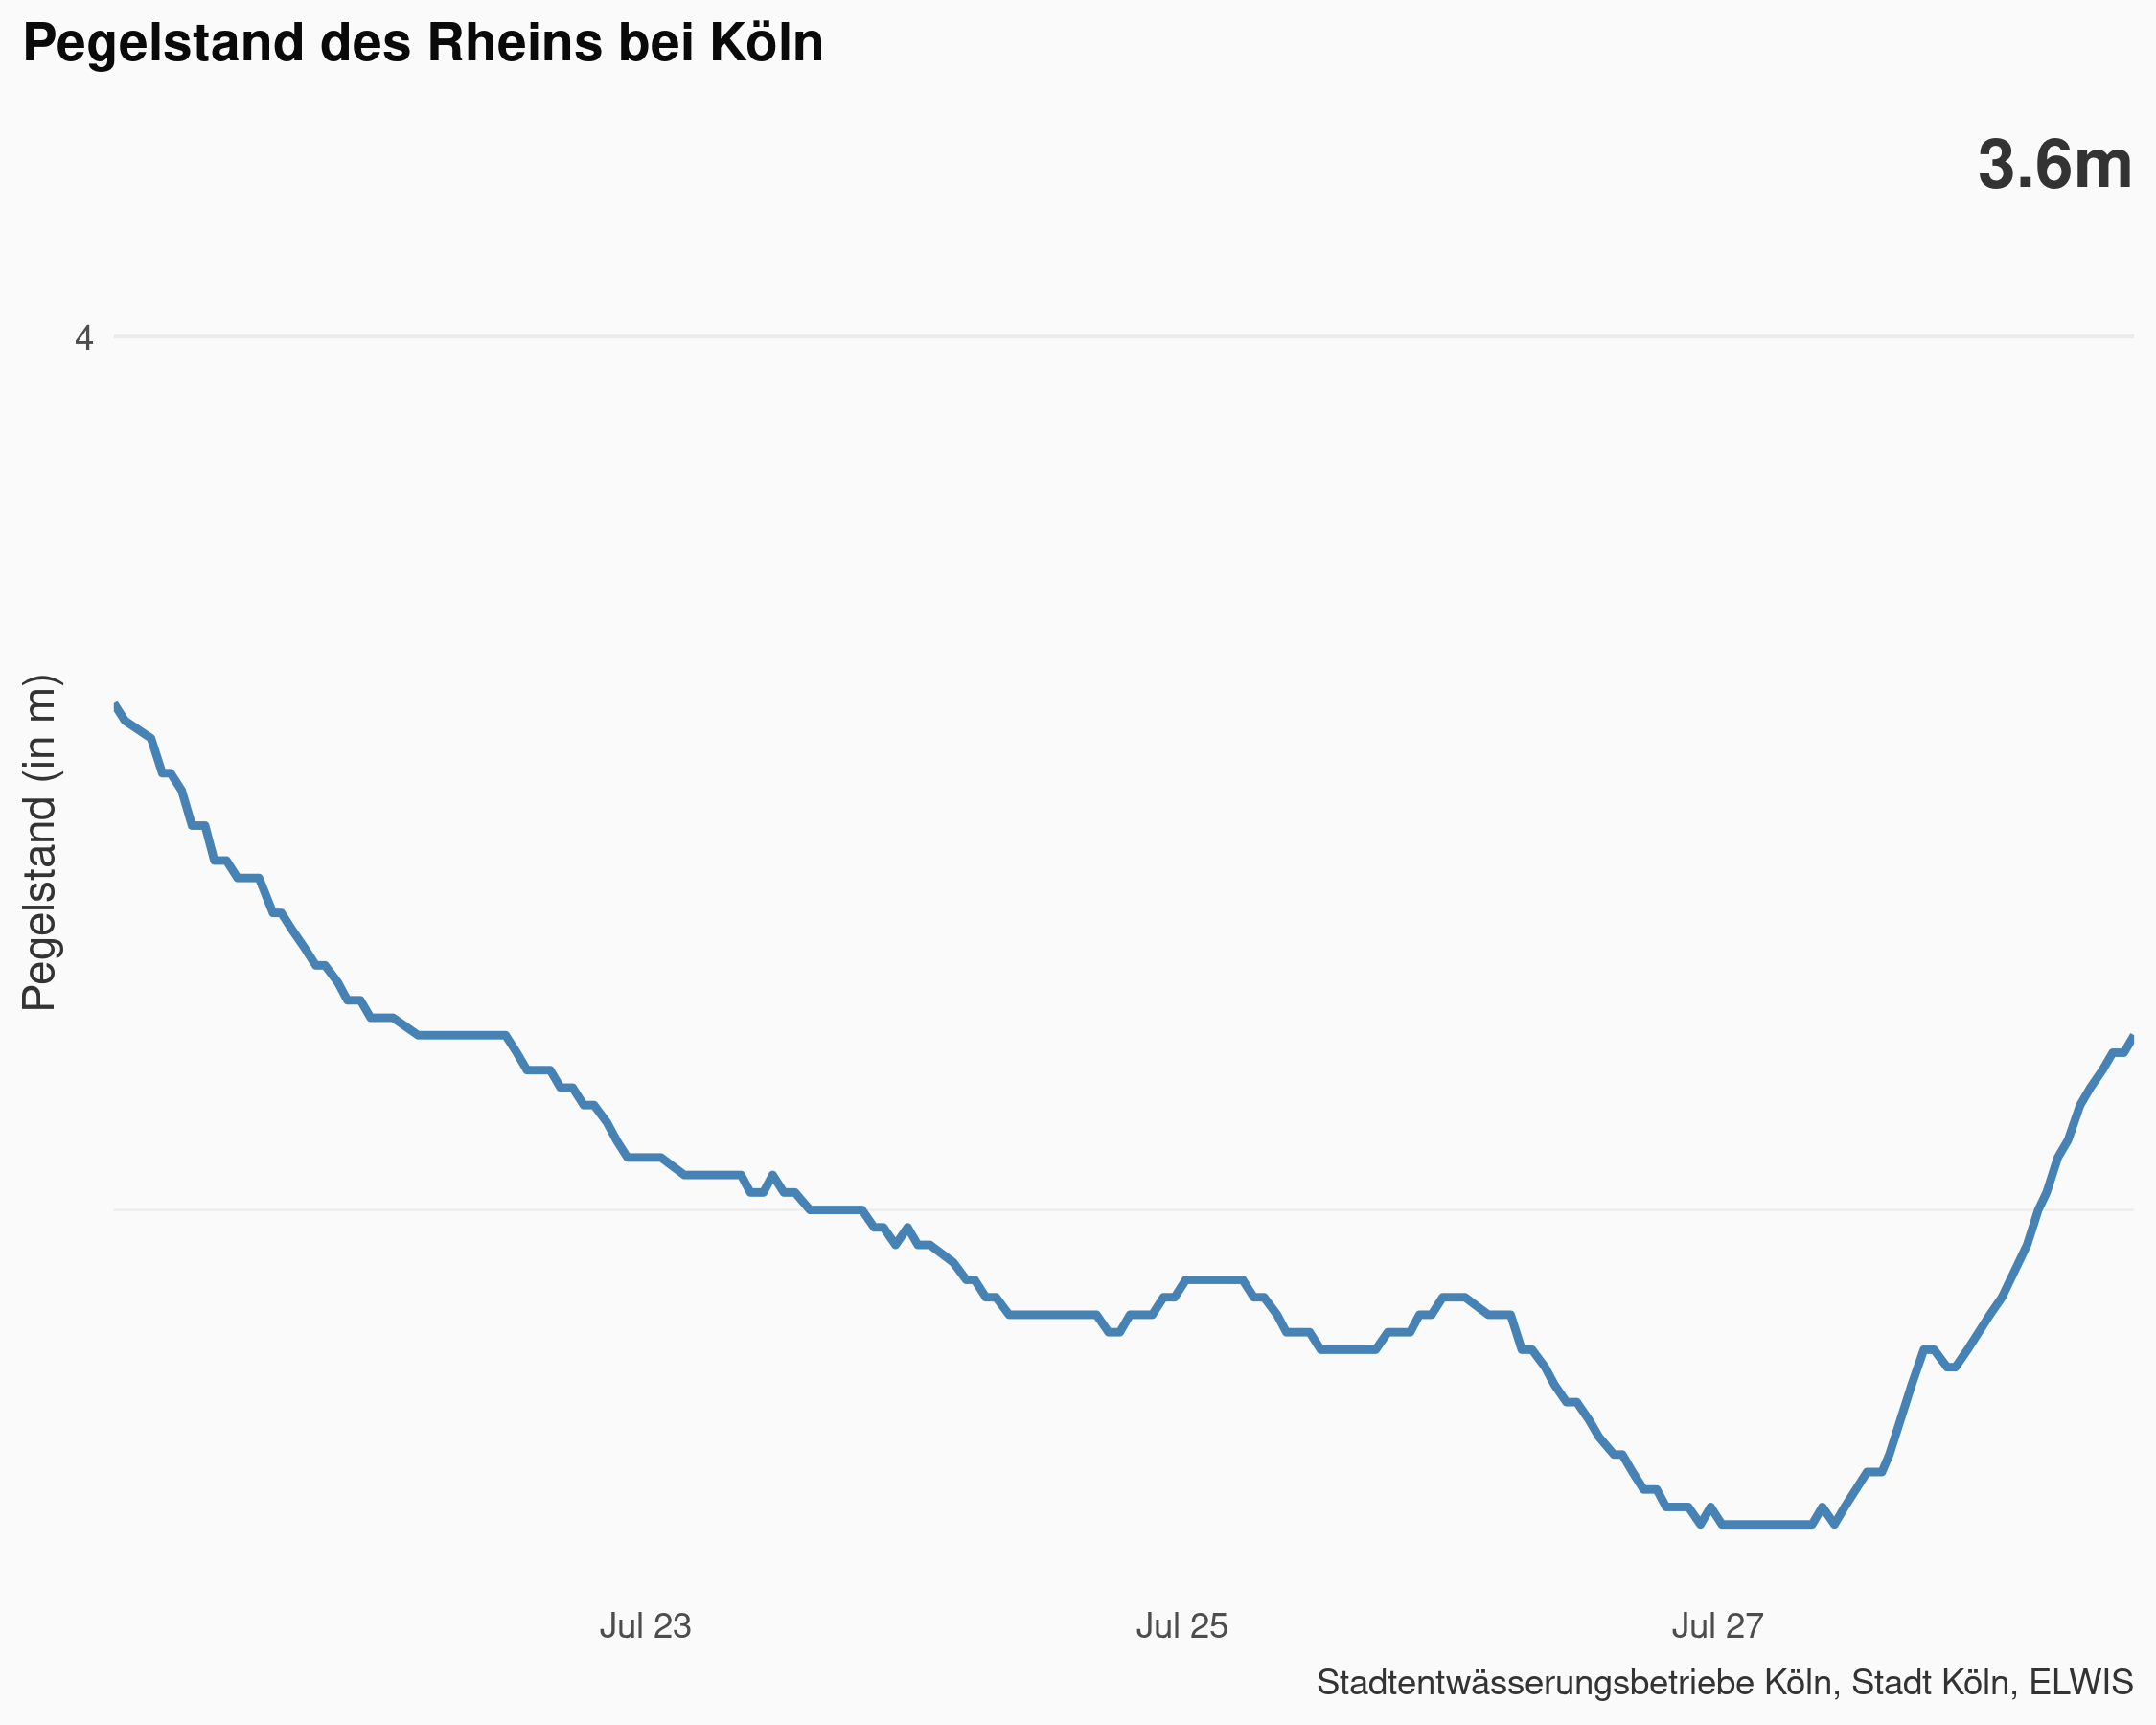 Pegelstand des Rheins bei Köln
3.6m
4
Pegelstand (in m)
Jul 23
Jul 25
Jul 27
Stadtentwässerungsbetriebe Köln, Stadt Köln, ELWIS